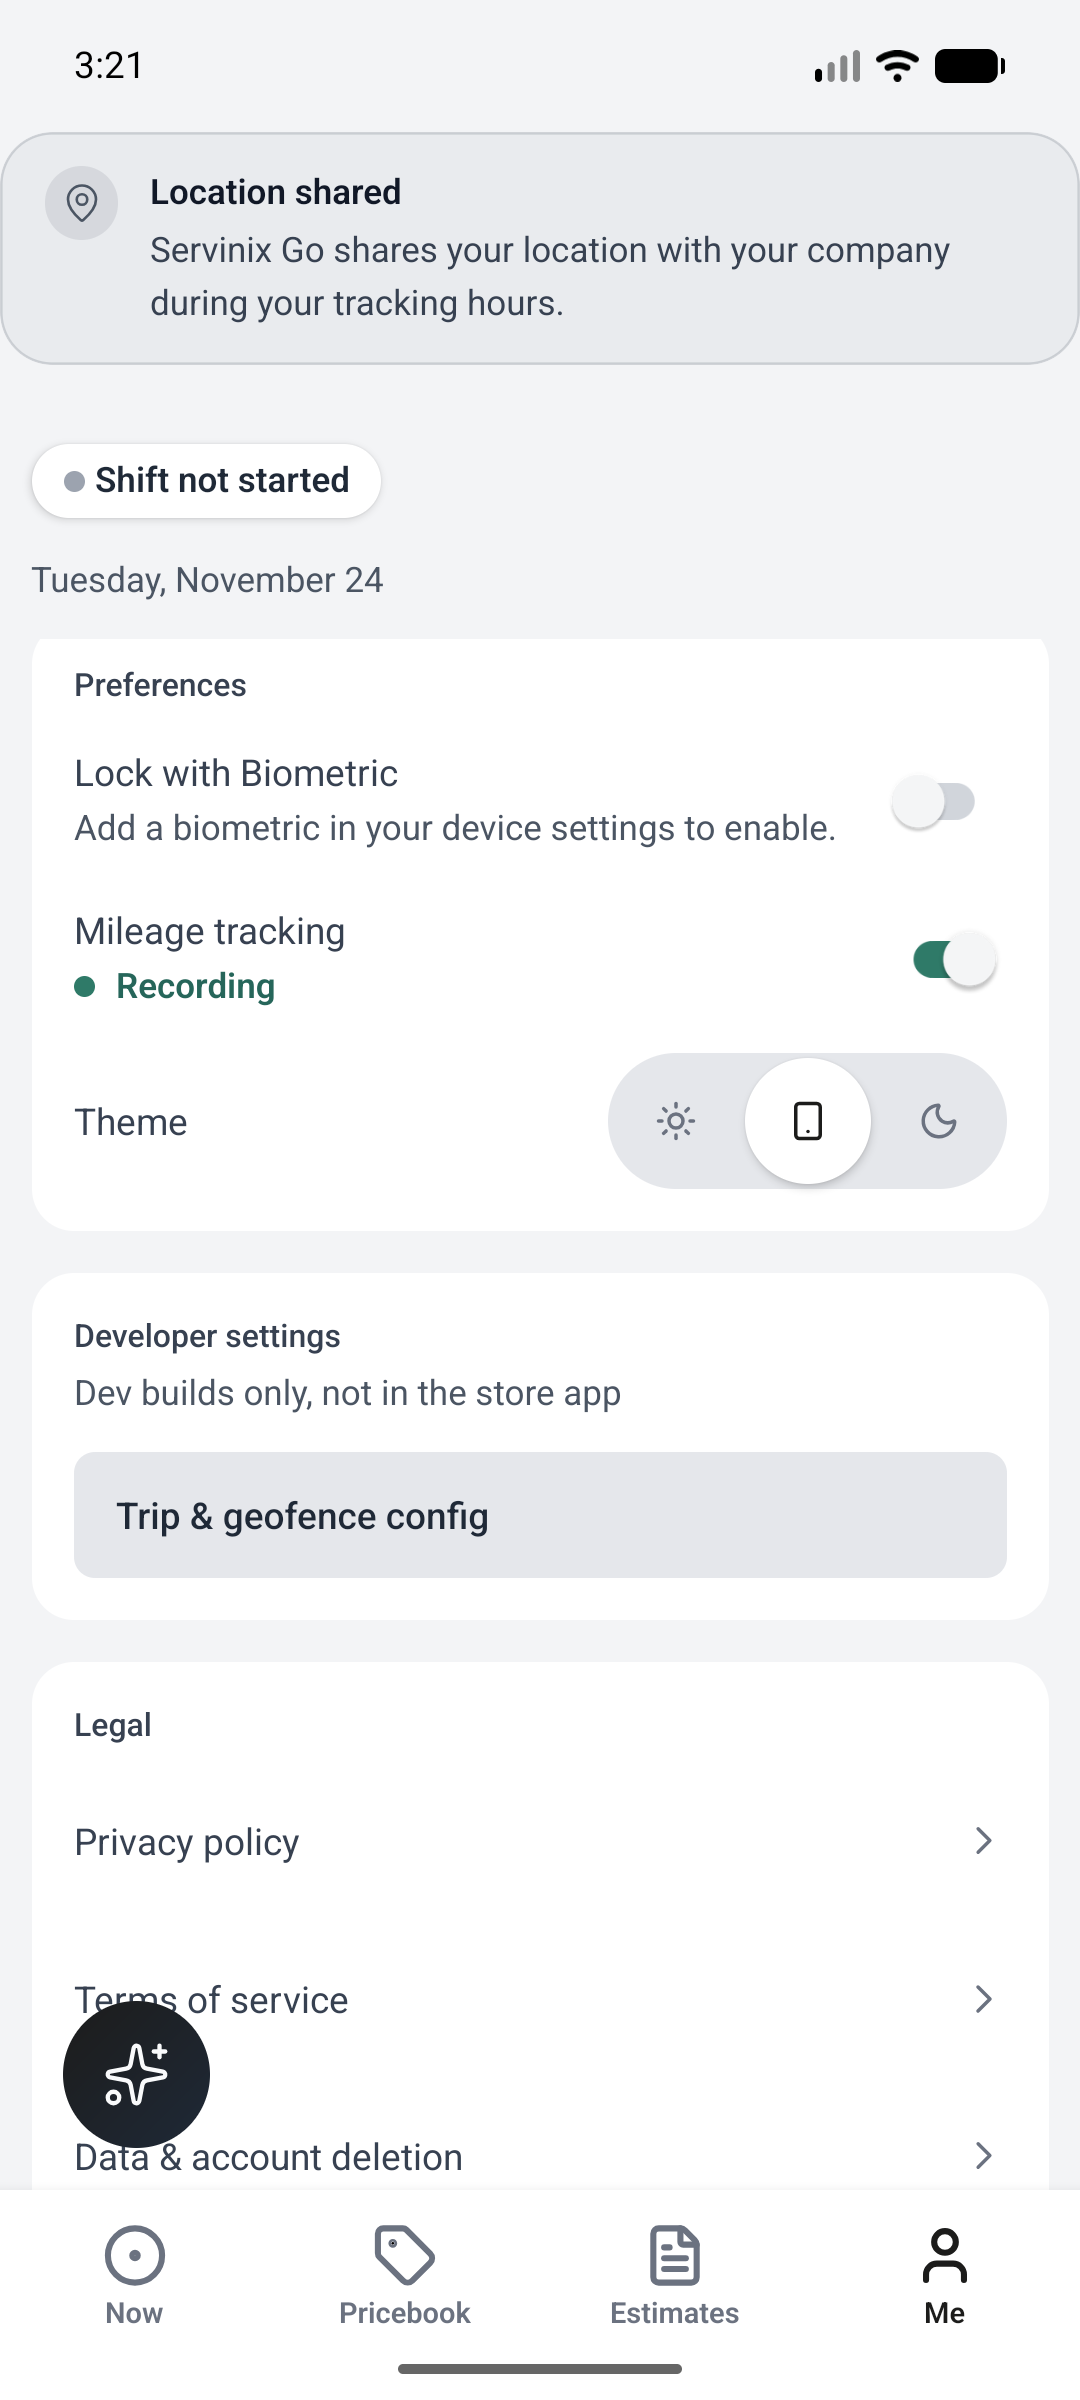 3:21
Location shared
Servinix Go shares your location with your company
during your tracking hours.
Shift not started
Tuesday, November 24
Preferences
Lock with Biometric
Add a biometric in your device settings to enable.
Mileage tracking
Recording
Theme
Developer settings
Dev builds only, not in the store app
Trip & geofence config
Legal
Privacy policy
Terms of service
Data & account deletion
Now
Pricebook
Estimates
Me